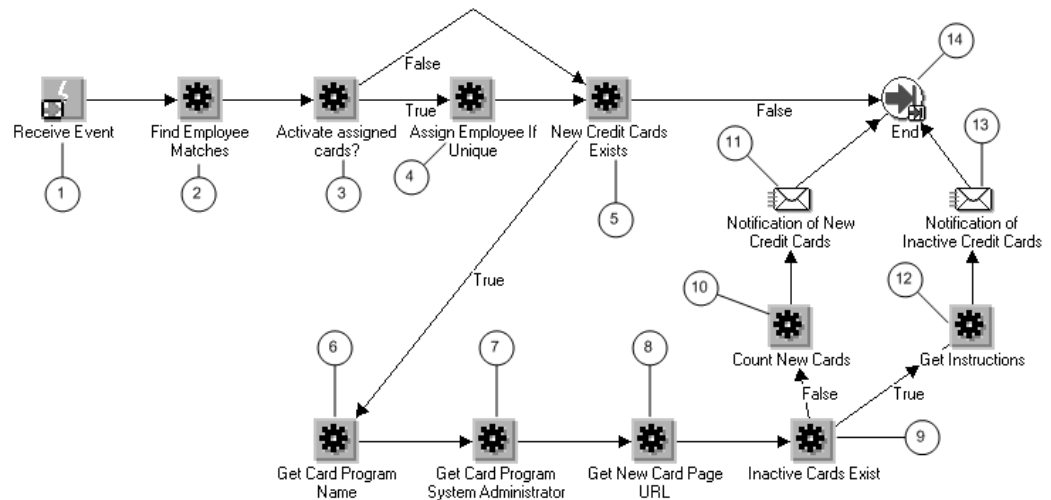 14
False
True
False
Receive Event
Find Employee
Matches
Activate assigned
cards?
Assign Employee If
Unique
New Credit Cards
Exists
End
13
11
1
2
3
4
5
Notification of New
Credit Cards
Notification of
Inactive Credit Cards
True
10
12
6
7
8
Count New Cards
Get Instructions
False
True
9
Get Card Program
Name
Get Card Program
System Administrator
Get New Card Page
URL
Inactive Cards Exist